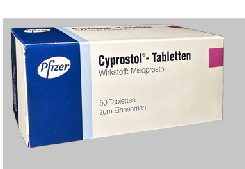 Pfizer
Cyprostol®- Tabletten
Wirkstoff: Misoprostol
50 Tabletten
zum Einnehmen